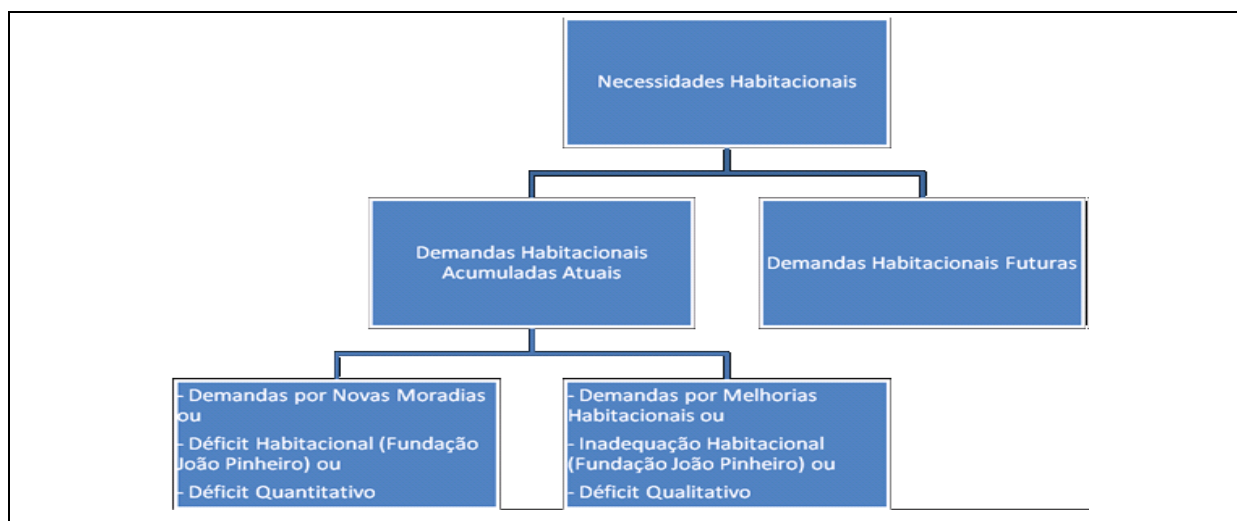 Necessidades Habitacionais
Demandas Habitacionais
Acumuladas Atuais
Demandas Habitacionais Futuras
- Demandas por Novas Moradias
ou
- Déficit Habitacional (Fundação
João Pinheiro) ou
- Déficit Quantitativo
- Demandas por Melhorias
Habitacionais ou
- Inadequação Habitacional
(Fundação João Pinheiro) ou
- Déficit Qualitativo